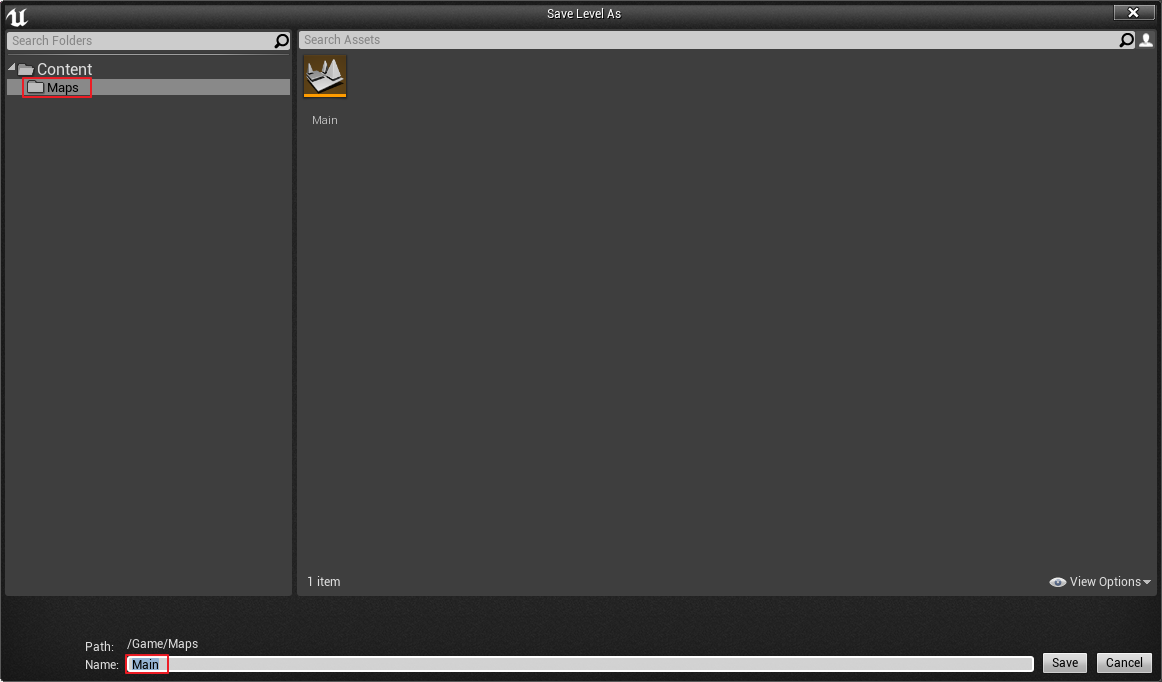 Save Level As
Search Folders
Search Assets
Content
Maps
Main
1 item
View Options
Path: /Game/Maps
Name: Main
Save
Cancel